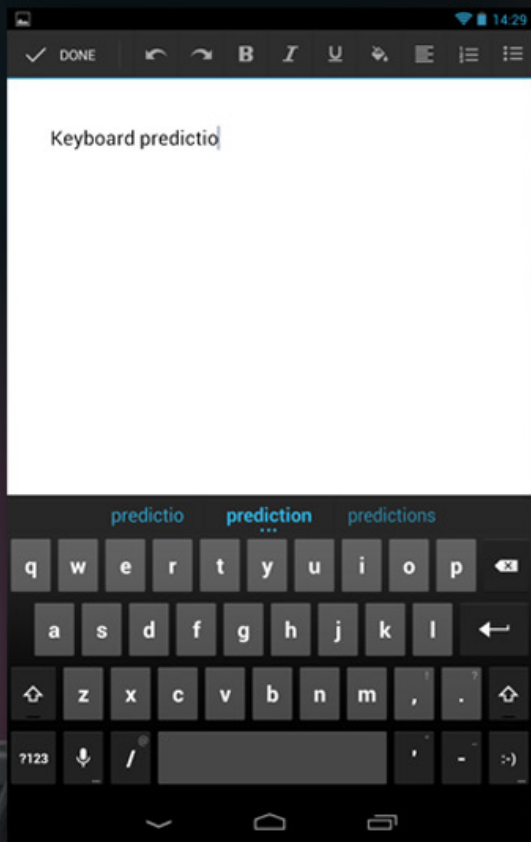 14:29
DONE B I U
Keyboard predictio
predictio prediction predictions
q w e r t y u i o p
a s d f g h j k l
z x c v b n m , ! . ?
?123 / @ ' - :-)